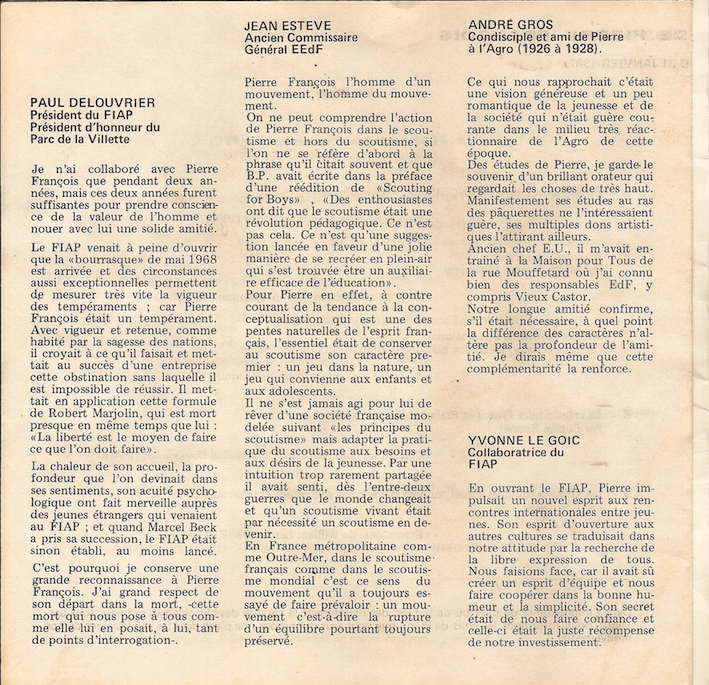 PAUL DELOUVRIER
Président du FIAP
Président d'honneur du
Parc de la Villette
Je n'ai collaboré avec Pierre
François que pendant deux an-
nées, mais ces deux années furent
suffisantes pour prendre conscien-
ce de la valeur de l'homme et
nouer avec lui une solide amitié.
Le FIAP venait à peine d'ouvrir
que la «bourrasque» de mai 1968
est arrivée et des circonstances
aussi exceptionnelles permettent
de mesurer très vite la vigueur
des tempéraments ; car Pierre
François était un tempérament.
Avec vigueur et retenue, comme
habité par la sagesse des nations,
il croyait à ce qu'il faisait et met-
tait au succès d'une entreprise
cette obstination sans laquelle il
est impossible de réussir. Il met-
tait en application cette formule
de Robert Marjolin, qui est mort
presque en même temps que lui :
«La liberté est le moyen de faire
ce que l'on doit faire».
La chaleur de son accueil, la pro-
fondeur que l'on devinait dans
ses sentiments, son acuité psycho-
logique ont fait merveille auprès
des jeunes étrangers qui venaient
au FIAP ; et quand Marcel Beck
a pris sa succession, le FIAP était
sinon établi, au moins lancé.
C'est pourquoi je conserve une
grande reconnaissance à Pierre
François. J'ai grand respect de
son départ dans la mort, -cette
mort qui nous pose à tous com-
me elle lui en posait, à lui, tant
de points d'interrogation-.
JEAN ESTEVE
Ancien Commissaire
Général EEdF
Pierre François l'homme d'un
mouvement, l'homme du mouve-
ment.
On ne peut comprendre l'action
de Pierre François dans le scou-
tisme et hors du scoutisme, si
l'on ne se réfère d'abord à la
phrase qu'il citait souvent et que
B.P. avait écrite dans la préface
d'une réédition de «Scouting
for Boys» , «Des enthousiastes
ont dit que le scoutisme était une
révolution pédagogique. Ce n'est
pas cela. Ce n'est qu'une sugges-
tion lancée en faveur d'une jolie
manière de se recréer en plein-air
qui s'est trouvée être un auxiliai-
re efficace de l'éducation».
Pour Pierre en effet, à contre
courant de la tendance à la con-
ceptualisation qui est une des
pentes naturelles de l'esprit fran-
çais, l'essentiel était de conserver
au scoutisme son caractère pre-
mier : un jeu dans la nature, un
jeu qui convienne aux enfants et
aux adolescents.
Il ne s'est jamais agi pour lui de
rêver d'une société française mo-
delée suivant «les principes du
scoutisme» mais adapter la prati-
que du scoutisme aux besoins et
aux désirs de la jeunesse. Par une
intuition trop rarement partagée
il avait senti, dès l'entre-deux
guerres que le monde changeait
et qu'un scoutisme vivant était
par nécessité un scoutisme en de-
venir.
En France métropolitaine com-
me Outre-Mer, dans le scoutisme
français comme dans le scoutis-
me mondial c'est ce sens du
mouvement qu'il a toujours es-
sayé de faire prévaloir : un mou-
vement c'est-à-dire la rupture
d'un équilibre pourtant toujours
préservé.
ANDRÉ GROS
Condisciple et ami de Pierre
à l'Agro (1926 à 1928).
Ce qui nous rapprochait c'était
une vision généreuse et un peu
romantique de la jeunesse et de
la société qui n'était guère cou-
rante dans le milieu très réac-
tionnaire de l'Agro de cette
époque.
Des études de Pierre, je garde le
souvenir d'un brillant orateur qui
regardait les choses de très haut.
Manifestement ses études au ras
des pâquerettes ne l'intéressaient
guère, ses multiples dons artisti-
ques l'attirant ailleurs.
Ancien chef E.U., il m'avait en-
traîné à la Maison pour Tous de
la rue Mouffetard où j'ai connu
bien des responsables EdF, y
compris Vieux Castor.
Notre longue amitié confirme,
s'il était nécessaire, à quel point
la différence des caractères n'al-
tère pas la profondeur de l'ami-
tié. Je dirais même que cette
complémentarité la renforce.
YVONNE LE GOIC
Collaboratrice du
FIAP
En ouvrant le FIAP, Pierre im-
pulsait un nouvel esprit aux ren-
contres internationales entre jeu-
nes. Son esprit d'ouverture aux
autres cultures se traduisait dans
notre attitude par la recherche de
la libre expression de tous.
Nous faisions face, car il avait sû
créer un esprit d'équipe et nous
faire coopérer dans la bonne hu-
meur et la simplicité. Son secret
était de nous faire confiance et
celle-ci était la juste récompense
de notre investissement.